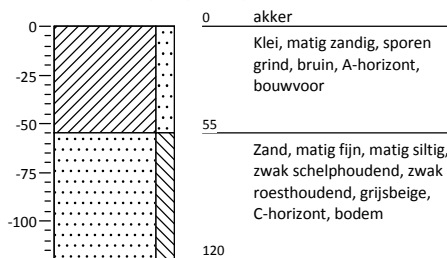 0
-25
-50
-75
-100
0 akker
Klei, matig zandig, sporen
grind, bruin, A-horizont,
bouwvoor
55
Zand, matig fijn, matig siltig,
zwak schelphoudend, zwak
roesthoudend, grijsbeige,
C-horizont, bodem
120